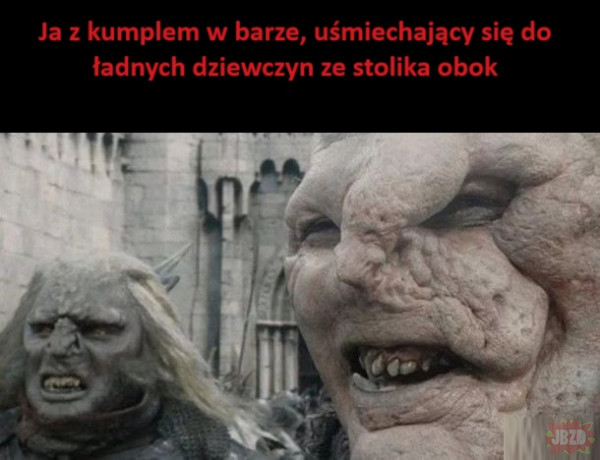 Ja z kumplem w barze, uśmiechający się do
ładnych dziewczyn ze stolika obok
JBZD